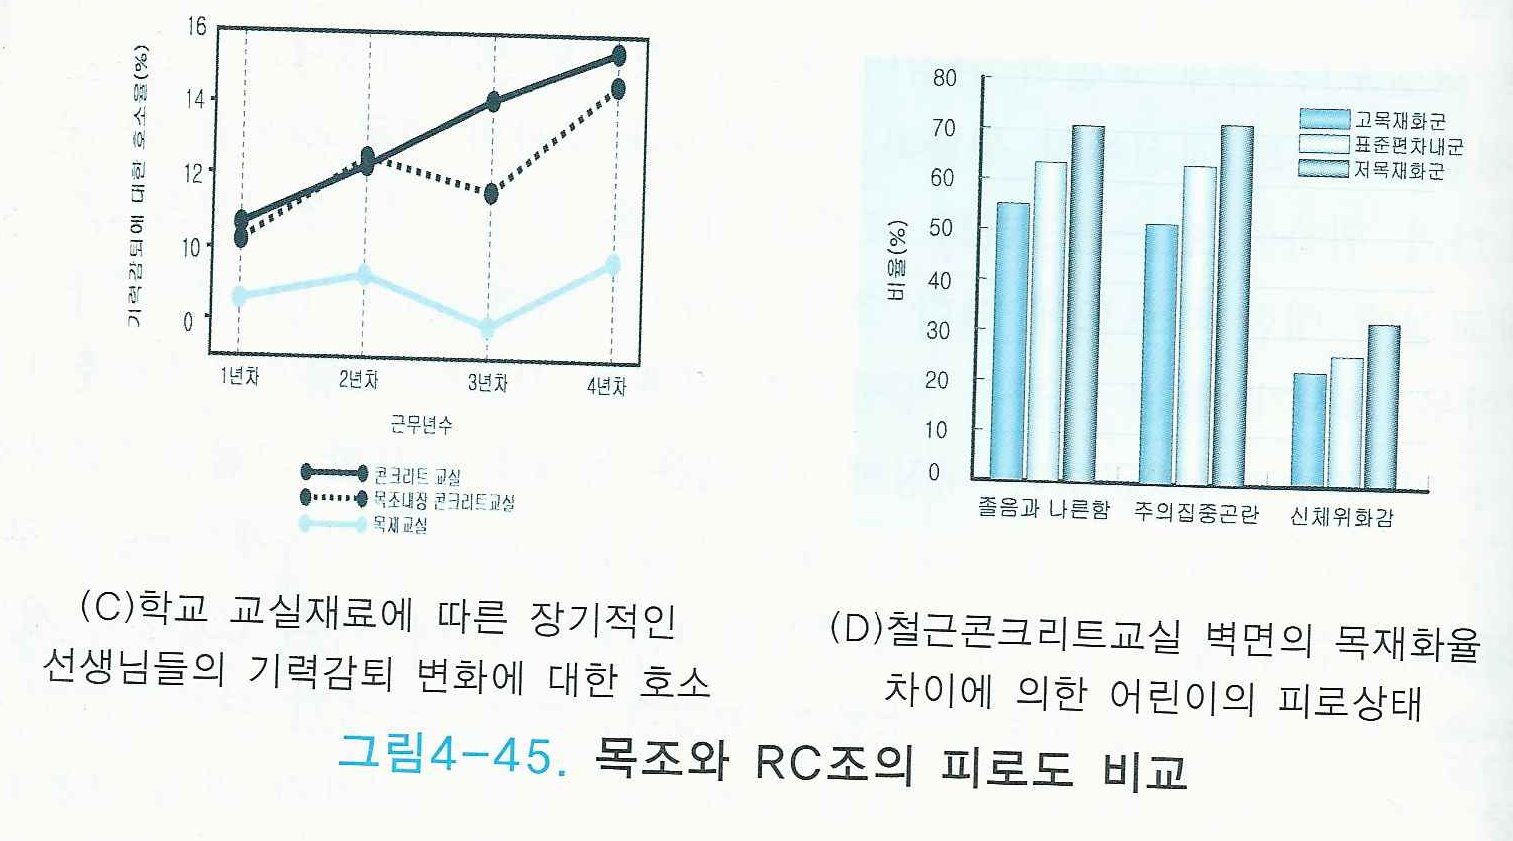 기력감퇴에 대한 호소율(%)
16
14
12
10
0
1년차 2년차 3년차 4년차
근무년수
콘크리트 교실
목조내장 콘크리트교실
목재교실
(C)학교 교실재료에 따른 장기적인
선생님들의 기력감퇴 변화에 대한 호소
비율(%)
80
70
60
50
40
30
20
10
0
고목재화군
표준편차내군
저목재화군
졸음과 나른함 주의집중곤란 신체위화감
(D)철근콘크리트교실 벽면의 목재화율
차이에 의한 어린이의 피로상태
그림4-45. 목조와 RC조의 피로도 비교